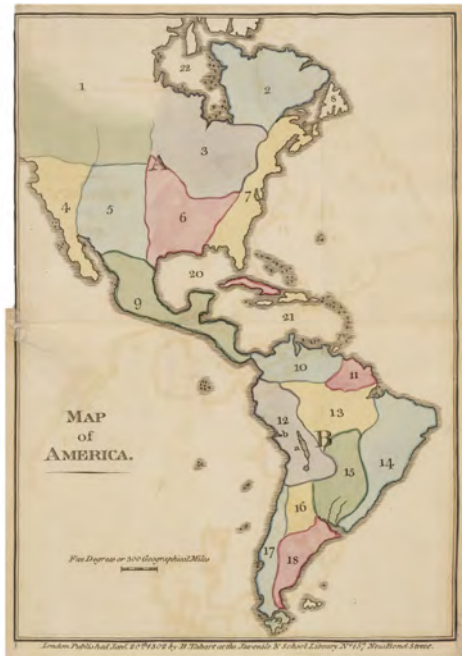 23
1
2
8
3
A
4
5
6
7
20
9
21
10
11
12
13
b
B
a
14
15
MAP
of
AMERICA.
16
17
18
Five Degrees or 300 Geographical Miles
London Published Jan1. 20th 1802 by B. Tabart at the Juvenile & School Library No. 157 New Bond Street.